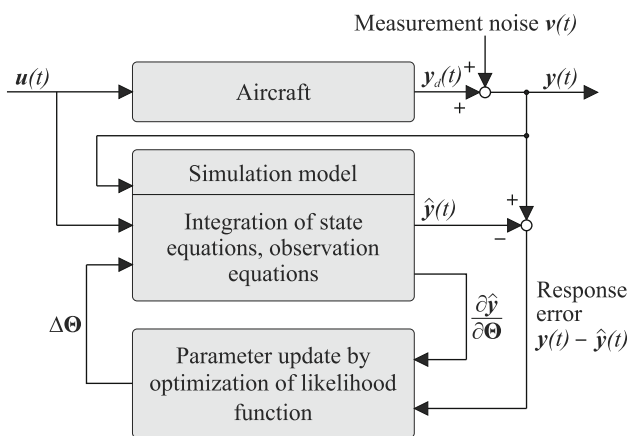 Measurement noise v(t)
u(t)
Aircraft
y_d(t)
+
+
y(t)
Simulation model
ŷ(t)
+
−
Integration of state
equations, observation
equations
ΔΘ
∂ŷ
∂Θ
Response
error
y(t) − ŷ(t)
Parameter update by
optimization of likelihood
function